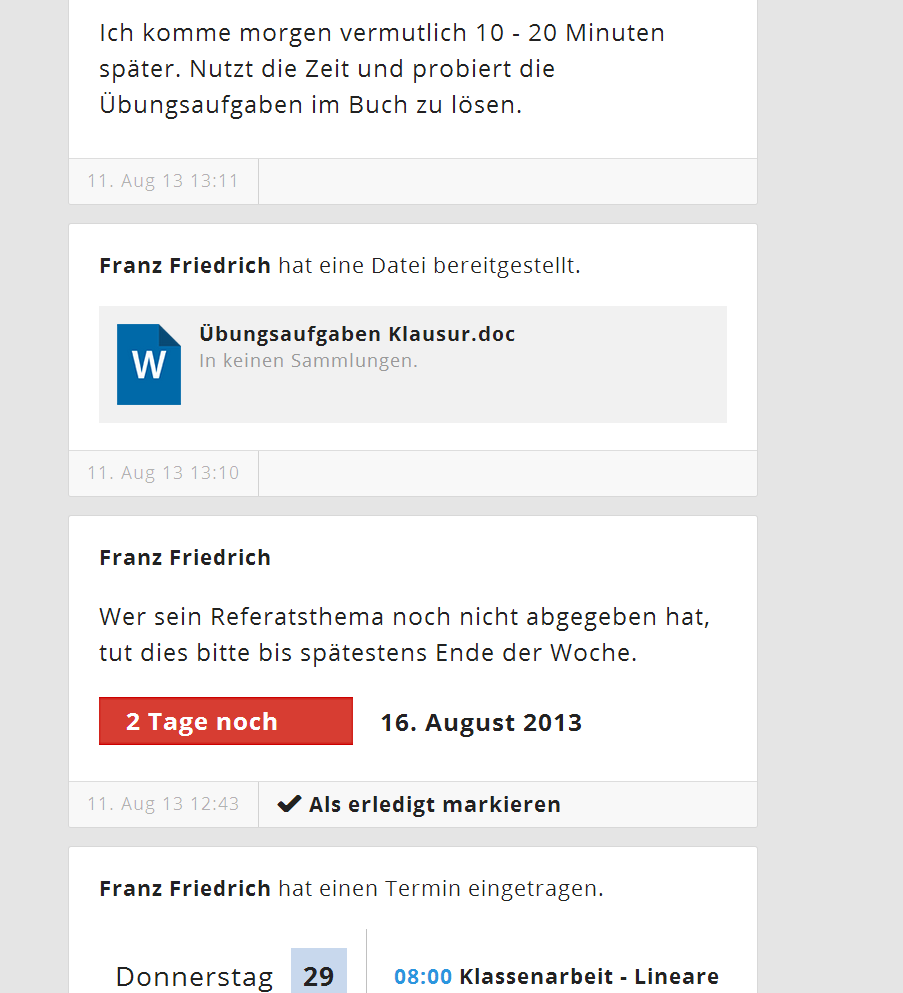 Ich komme morgen vermutlich 10 - 20 Minuten
später. Nutzt die Zeit und probiert die
Übungsaufgaben im Buch zu lösen.
11. Aug 13 13:11
Franz Friedrich hat eine Datei bereitgestellt.
W
Übungsaufgaben Klausur.doc
In keinen Sammlungen.
11. Aug 13 13:10
Franz Friedrich
Wer sein Referatsthema noch nicht abgegeben hat,
tut dies bitte bis spätestens Ende der Woche.
2 Tage noch 16. August 2013
11. Aug 13 12:43 Als erledigt markieren
Franz Friedrich hat einen Termin eingetragen.
Donnerstag 29 08:00 Klassenarbeit - Lineare